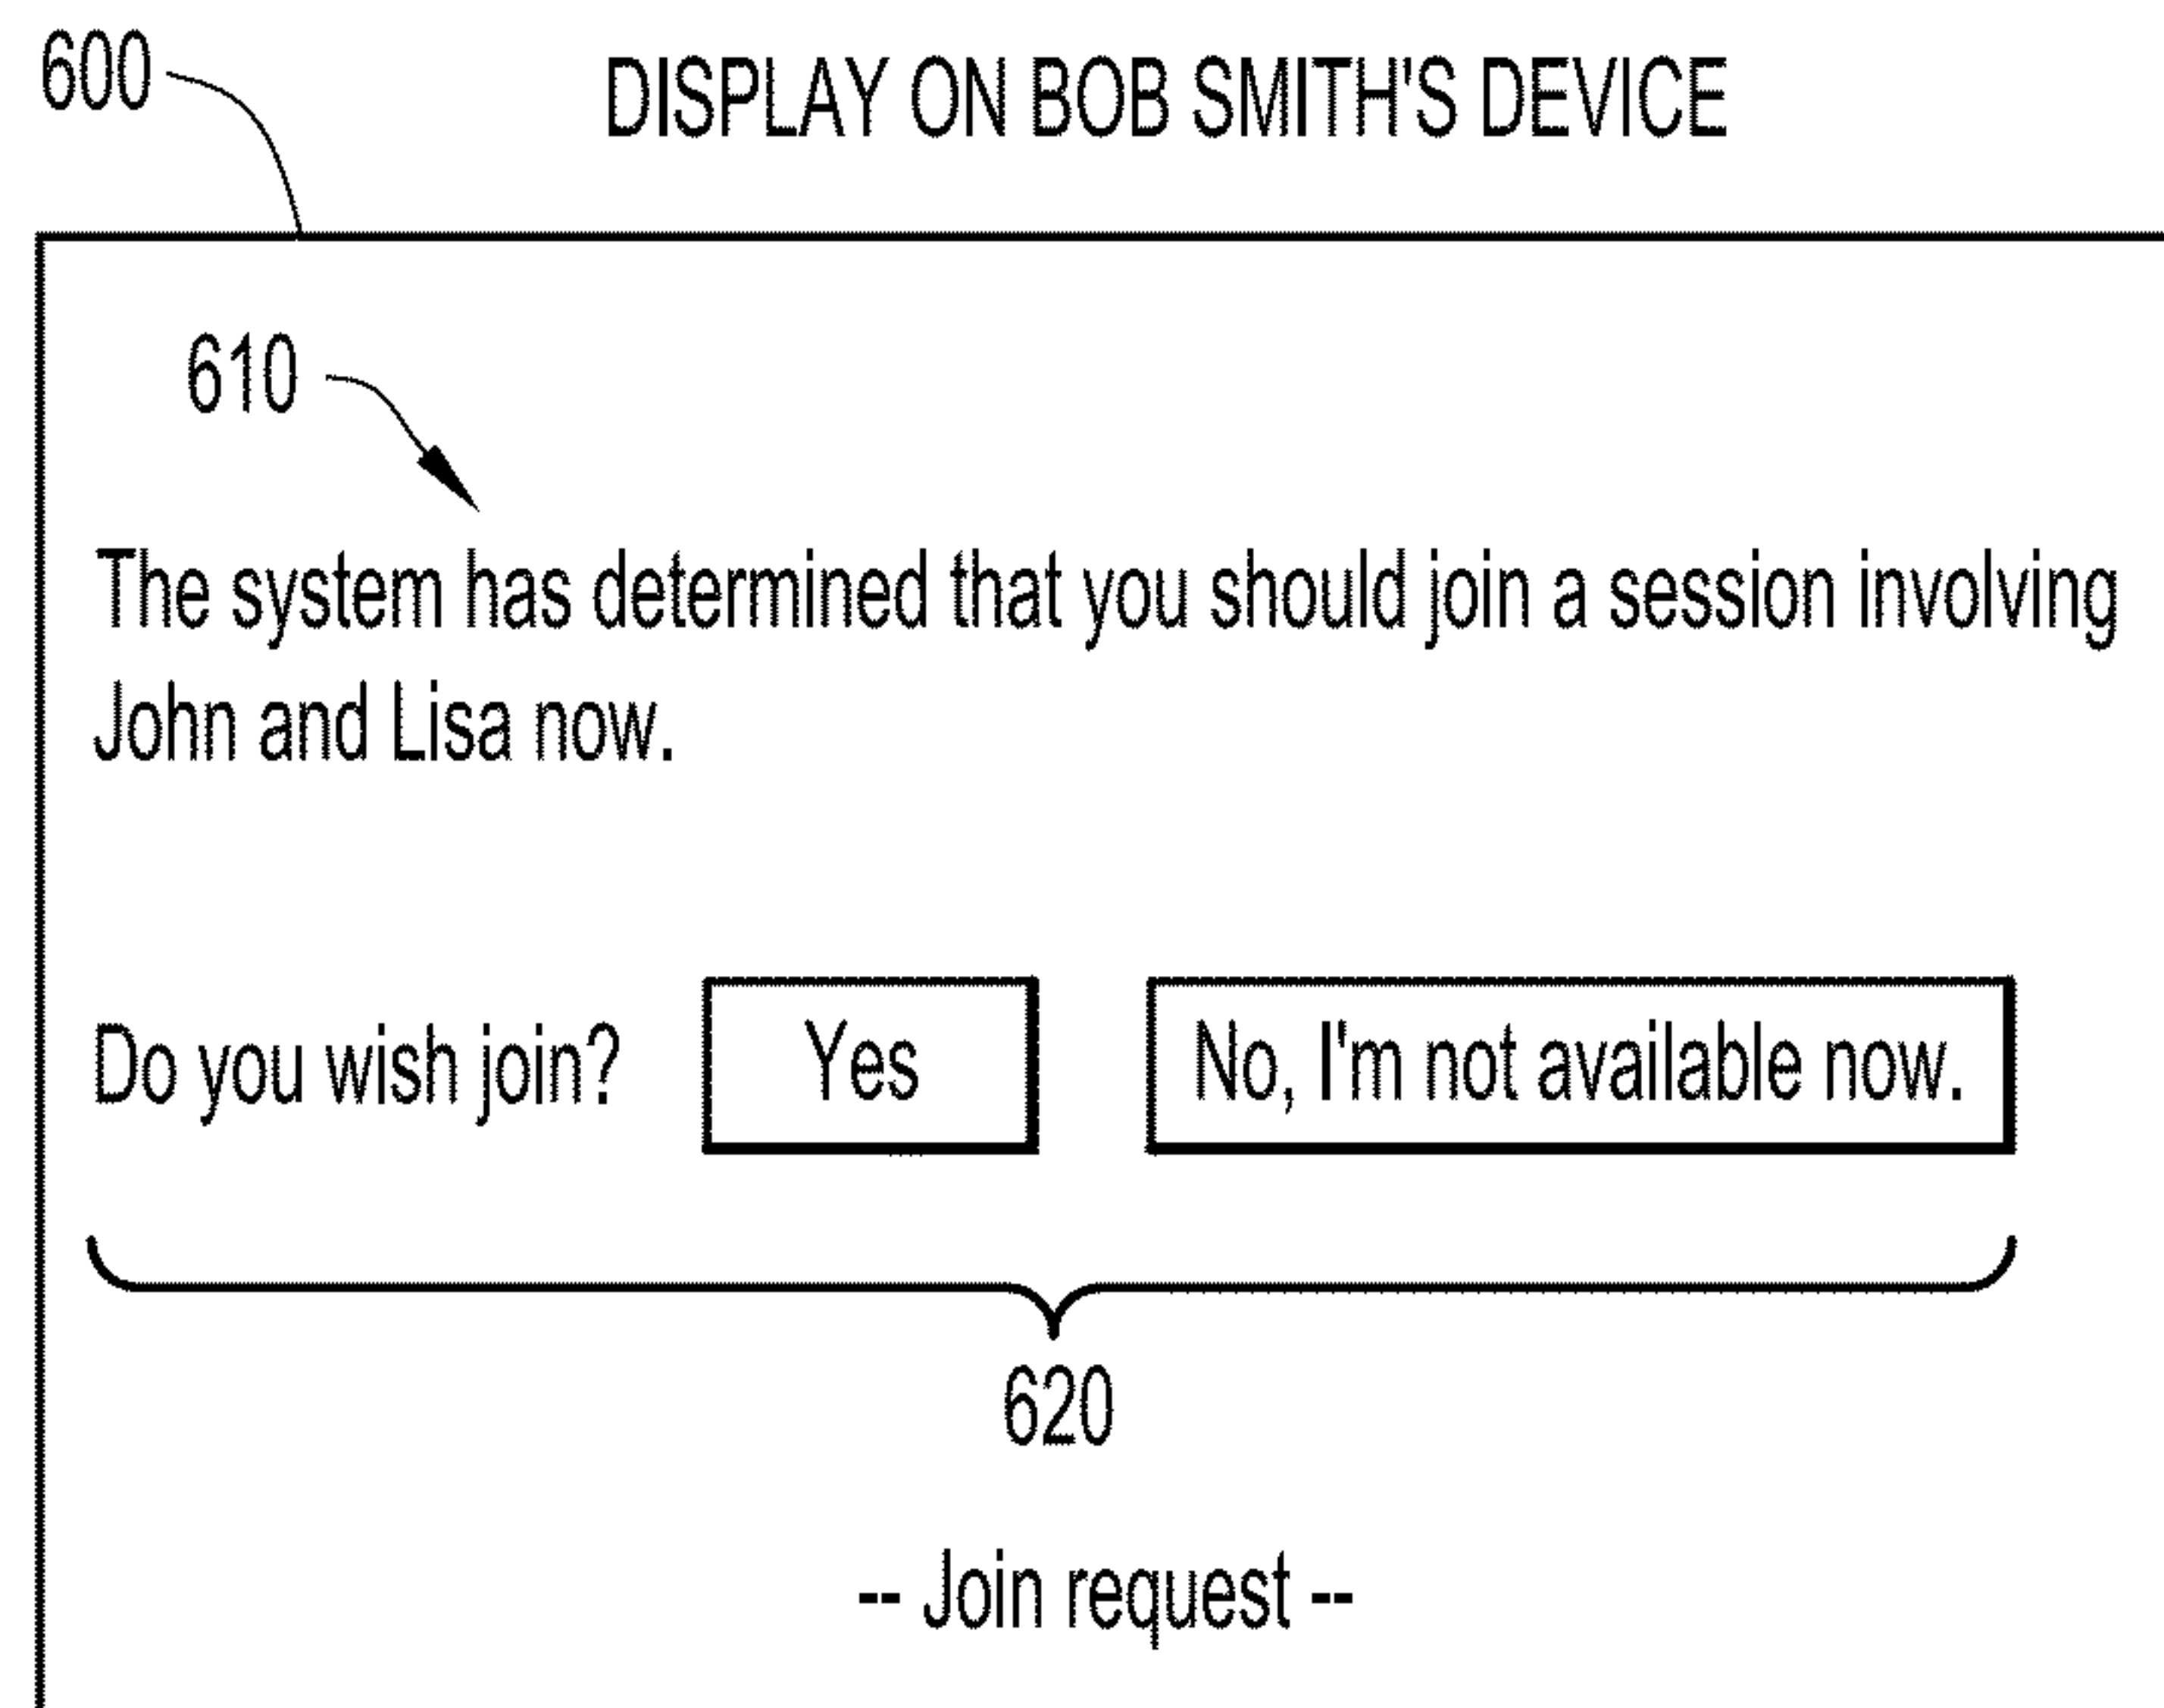 600
DISPLAY ON BOB SMITH'S DEVICE
610
The system has determined that you should join a session involving
John and Lisa now.
Do you wish join? Yes No, I'm not available now.
620
-- Join request --